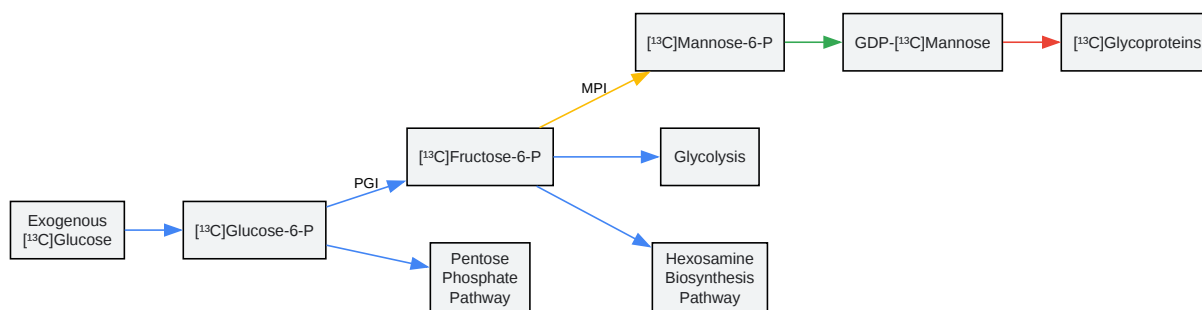 Exogenous
[¹³C]Glucose
[¹³C]Glucose-6-P
PGI
Pentose
Phosphate
Pathway
[¹³C]Fructose-6-P
MPI
Glycolysis
Hexosamine
Biosynthesis
Pathway
[¹³C]Mannose-6-P
GDP-[¹³C]Mannose
[¹³C]Glycoproteins